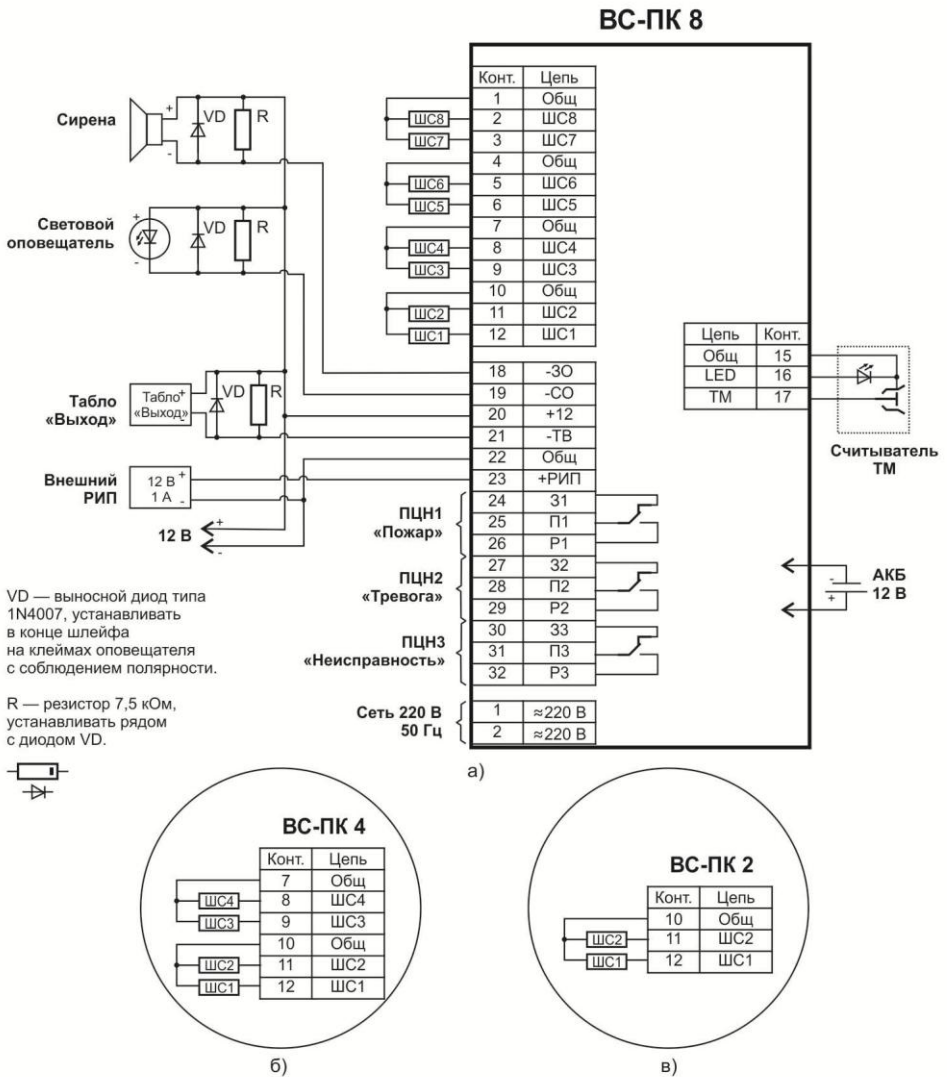 ВС-ПК 8
Конт. Цепь
1 Общ
ШС8 2 ШС8
ШС7 3 ШС7
4 Общ
ШС6 5 ШС6
ШС5 6 ШС5
7 Общ
ШС4 8 ШС4
ШС3 9 ШС3
10 Общ
ШС2 11 ШС2
ШС1 12 ШС1
18 -ЗО
19 -СО
20 +12
21 -ТВ
22 Общ
23 +РИП
24 З1
25 П1
26 Р1
27 З2
28 П2
29 Р2
30 З3
31 П3
32 Р3
1 ≈220 В
2 ≈220 В
Сирена
+
-
VD R
Световой
оповещатель
+
-
VD R
Табло
«Выход»
Табло+
«Выход»
-
VD R
Внешний
РИП
12 В +
1 А -
12 В
+
-
ПЦН1
«Пожар»
ПЦН2
«Тревога»
ПЦН3
«Неисправность»
Сеть 220 В
50 Гц
Цепь Конт.
Общ 15
LED 16
ТМ 17
Считыватель
ТМ
-
+
АКБ
12 В
VD — выносной диод типа
1N4007, устанавливать
в конце шлейфа
на клеймах оповещателя
с соблюдением полярности.
R — резистор 7,5 кОм,
устанавливать рядом
с диодом VD.
а)
ВС-ПК 4
Конт. Цепь
7 Общ
ШС4 8 ШС4
ШС3 9 ШС3
10 Общ
ШС2 11 ШС2
ШС1 12 ШС1
б)
ВС-ПК 2
Конт. Цепь
10 Общ
ШС2 11 ШС2
ШС1 12 ШС1
в)